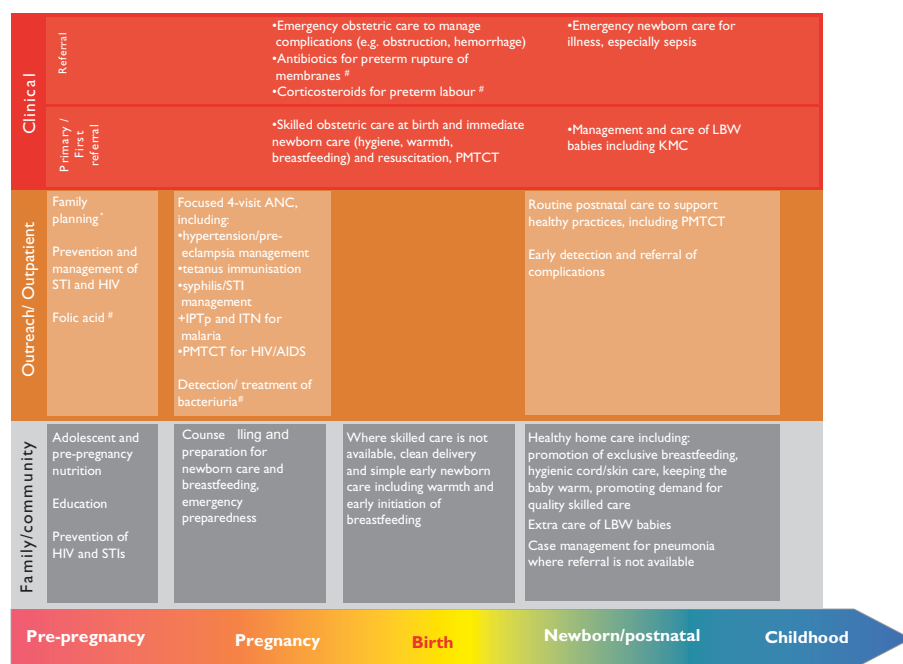 Clinical
Referral
•Emergency obstetric care to manage
complications (e.g. obstruction, hemorrhage)
•Antibiotics for preterm rupture of
membranes #
•Corticosteroids for preterm labour #
•Emergency newborn care for
illness, especially sepsis
Primary /
First
referral
•Skilled obstetric care at birth and immediate
newborn care (hygiene, warmth,
breastfeeding) and resuscitation, PMTCT
•Management and care of LBW
babies including KMC
Outreach/ Outpatient
Family
planning*
Prevention and
management of
STI and HIV
Folic acid #
Focused 4-visit ANC,
including:
•hypertension/pre-
eclampsia management
•tetanus immunisation
•syphilis/STI
management
+IPTp and ITN for
malaria
•PMTCT for HIV/AIDS
Detection/ treatment of
bacteriuria#
Routine postnatal care to support
healthy practices, including PMTCT
Early detection and referral of
complications
Family/community
Adolescent and
pre-pregnancy
nutrition
Education
Prevention of
HIV and STIs
Counse lling and
preparation for
newborn care and
breastfeeding,
emergency
preparedness
Where skilled care is not
available, clean delivery
and simple early newborn
care including warmth and
early initiation of
breastfeeding
Healthy home care including:
promotion of exclusive breastfeeding,
hygienic cord/skin care, keeping the
baby warm, promoting demand for
quality skilled care
Extra care of LBW babies
Case management for pneumonia
where referral is not available
Pre-pregnancy
Pregnancy
Birth
Newborn/postnatal
Childhood